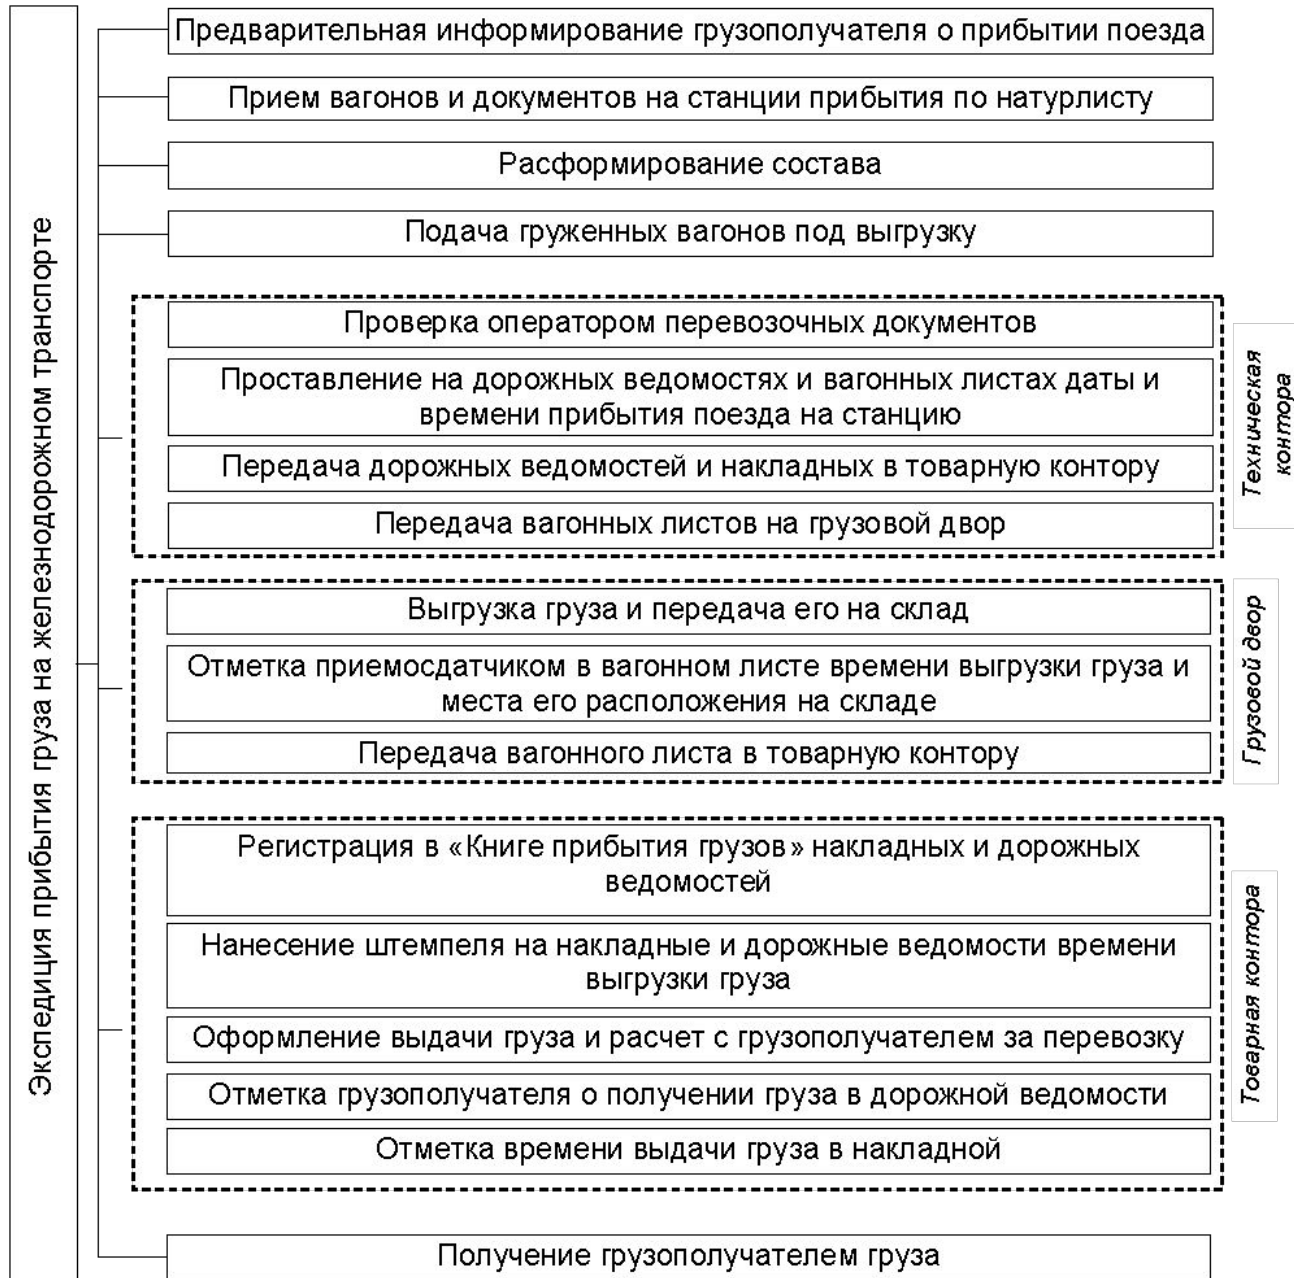 Экспедиция прибытия груза на железнодорожном транспорте
Предварительная информирование грузополучателя о прибытии поезда
Прием вагонов и документов на станции прибытия по натурлисту
Расформирование состава
Подача груженных вагонов под выгрузку
Проверка оператором перевозочных документов
Проставление на дорожных ведомостях и вагонных листах даты и
времени прибытия поезда на станцию
Передача дорожных ведомостей и накладных в товарную контору
Передача вагонных листов на грузовой двор
Техническая
контора
Выгрузка груза и передача его на склад
Отметка приемосдатчиком в вагонном листе времени выгрузки груза и
места его расположения на складе
Передача вагонного листа в товарную контору
Грузовой двор
Регистрация в «Книге прибытия грузов» накладных и дорожных
ведомостей
Нанесение штемпеля на накладные и дорожные ведомости времени
выгрузки груза
Оформление выдачи груза и расчет с грузополучателем за перевозку
Отметка грузополучателя о получении груза в дорожной ведомости
Отметка времени выдачи груза в накладной
Товарная контора
Получение грузополучателем груза